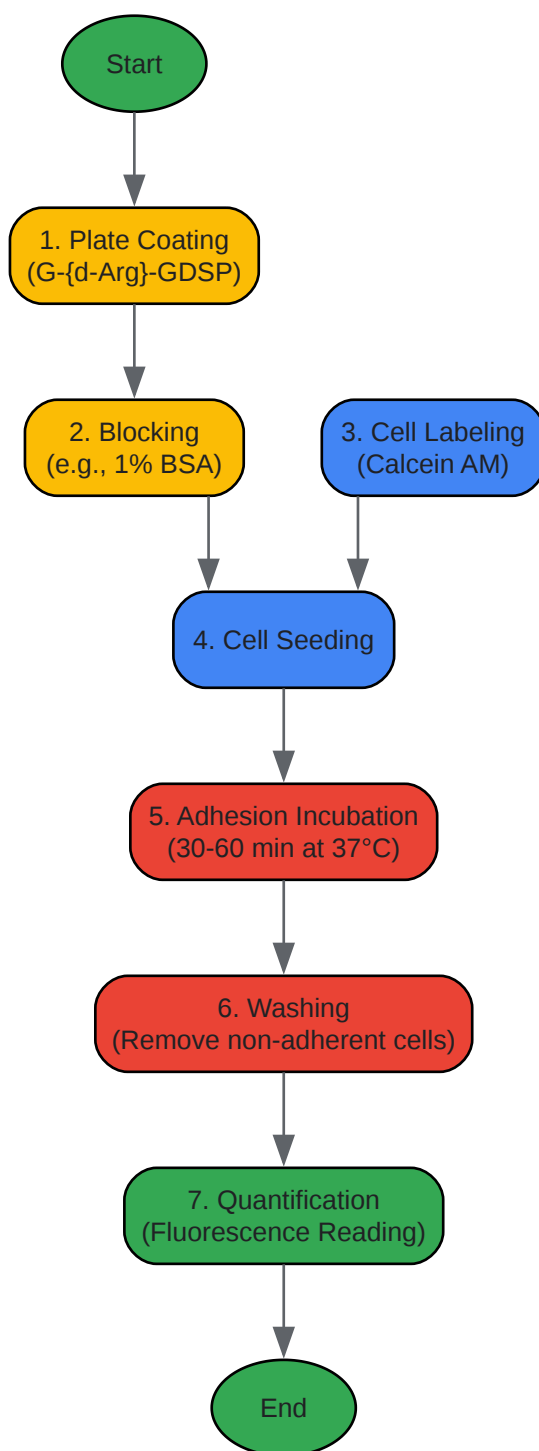 Start
1. Plate Coating
(G-{d-Arg}-GDSP)
2. Blocking
(e.g., 1% BSA)
3. Cell Labeling
(Calcein AM)
4. Cell Seeding
5. Adhesion Incubation
(30-60 min at 37°C)
6. Washing
(Remove non-adherent cells)
7. Quantification
(Fluorescence Reading)
End